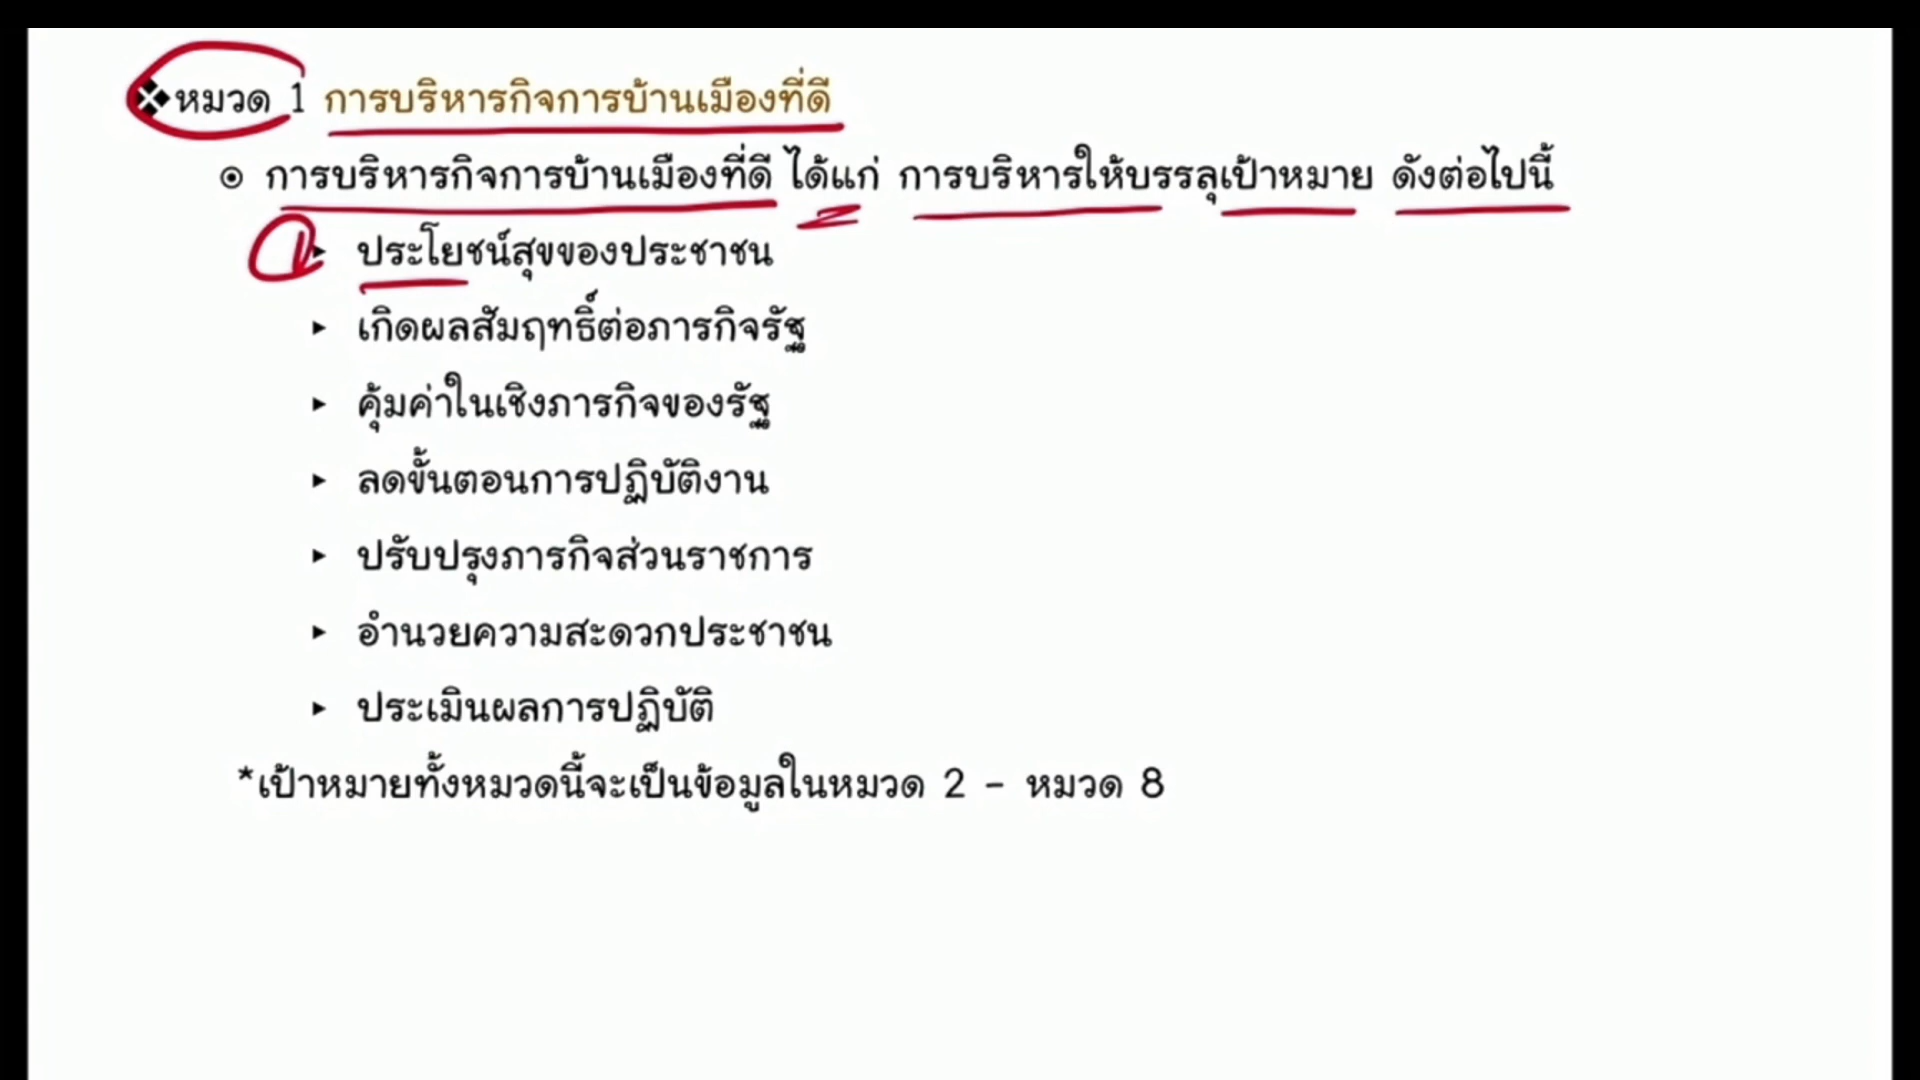 ❖หมวด 1 การบริหารกิจการบ้านเมืองที่ดี
⦿ การบริหารกิจการบ้านเมืองที่ดี ได้แก่ การบริหารให้บรรลุเป้าหมาย ดังต่อไปนี้
1 ▸ ประโยชน์สุขของประชาชน
▸ เกิดผลสัมฤทธิ์ต่อภารกิจรัฐ
▸ คุ้มค่าในเชิงภารกิจของรัฐ
▸ ลดขั้นตอนการปฏิบัติงาน
▸ ปรับปรุงภารกิจส่วนราชการ
▸ อำนวยความสะดวกประชาชน
▸ ประเมินผลการปฏิบัติ
*เป้าหมายทั้งหมวดนี้จะเป็นข้อมูลในหมวด 2 - หมวด 8